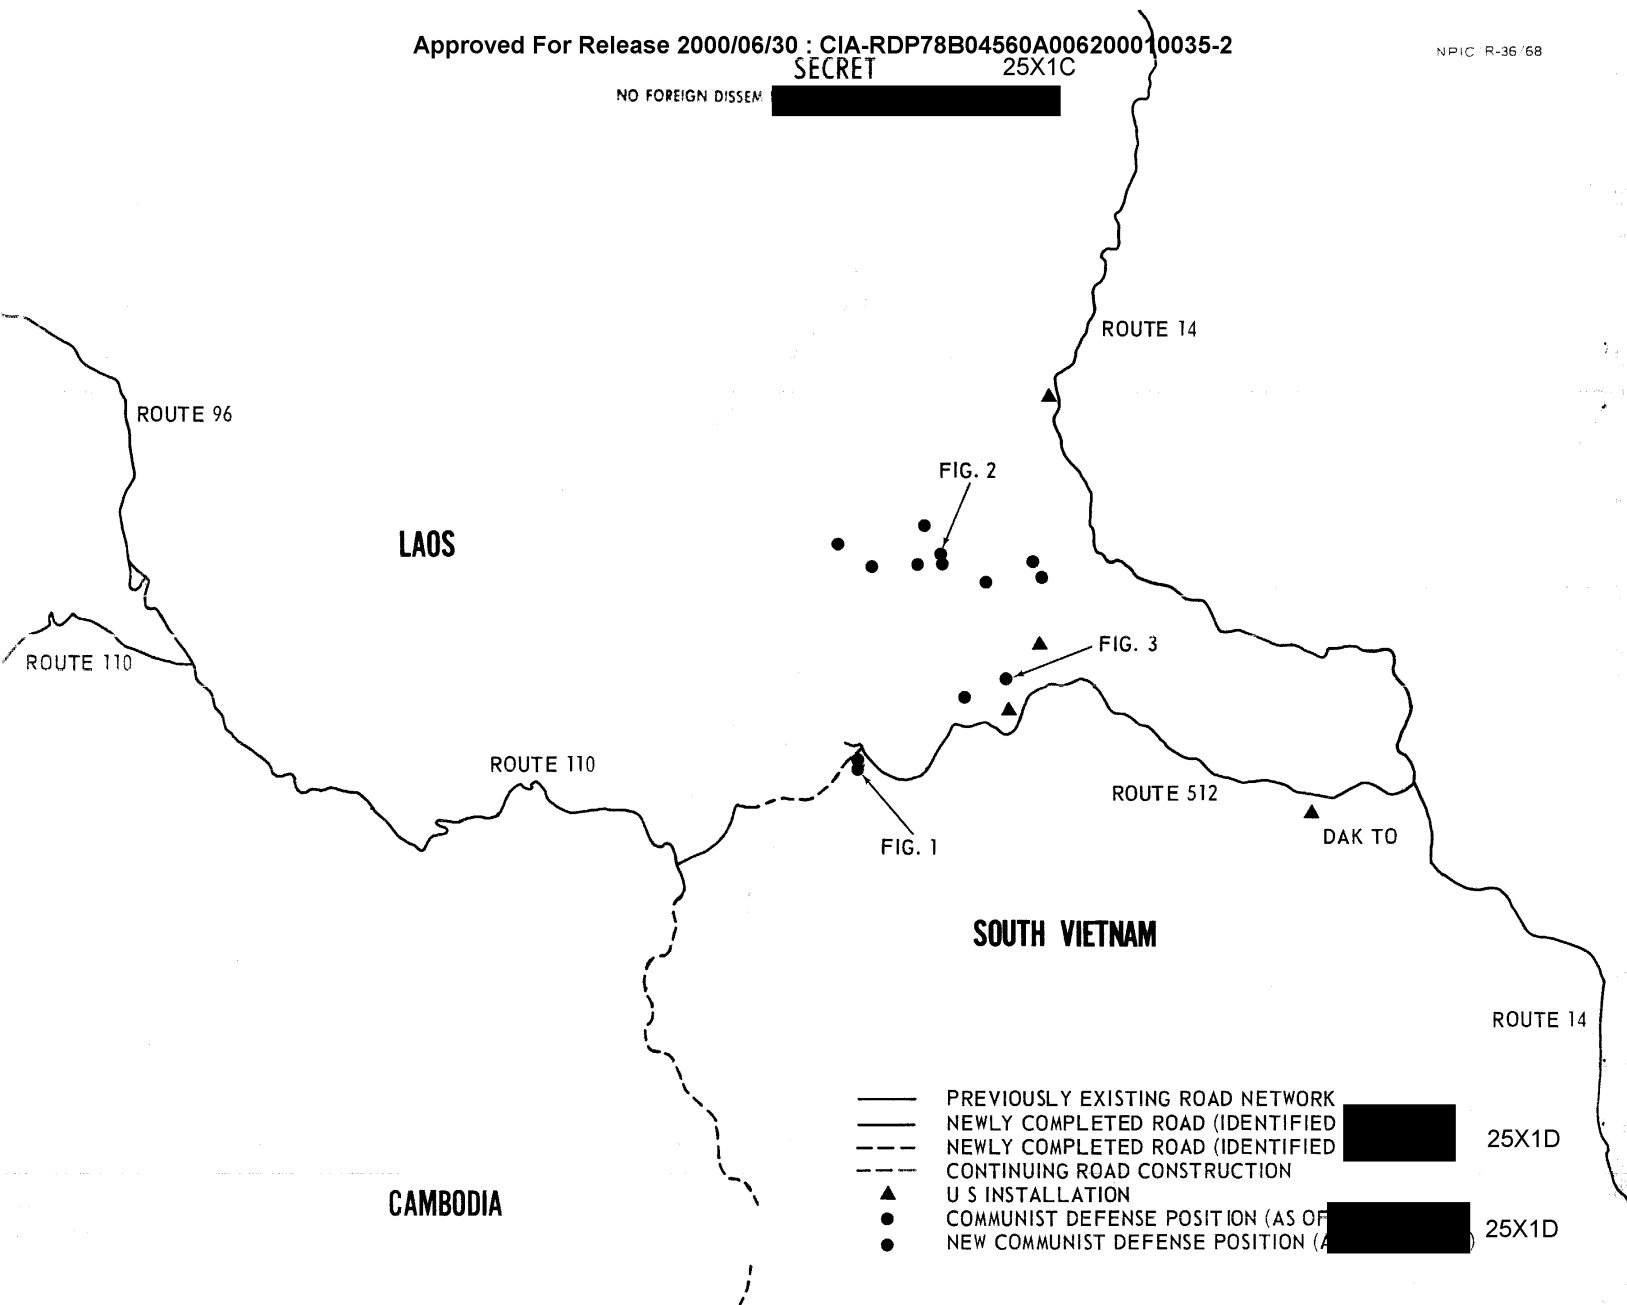 Approved For Release 2000/06/30 : CIA-RDP78B04560A006200010035-2
NPIC R-36/68
SECRET 25X1C
NO FOREIGN DISSEM
ROUTE 14
ROUTE 96
FIG. 2
LAOS
FIG. 3
ROUTE 110
ROUTE 110
ROUTE 512
DAK TO
FIG. 1
SOUTH VIETNAM
ROUTE 14
PREVIOUSLY EXISTING ROAD NETWORK
NEWLY COMPLETED ROAD (IDENTIFIED
25X1D
NEWLY COMPLETED ROAD (IDENTIFIED
CONTINUING ROAD CONSTRUCTION
U S INSTALLATION
CAMBODIA
COMMUNIST DEFENSE POSITION (AS OF
25X1D
NEW COMMUNIST DEFENSE POSITION (A )